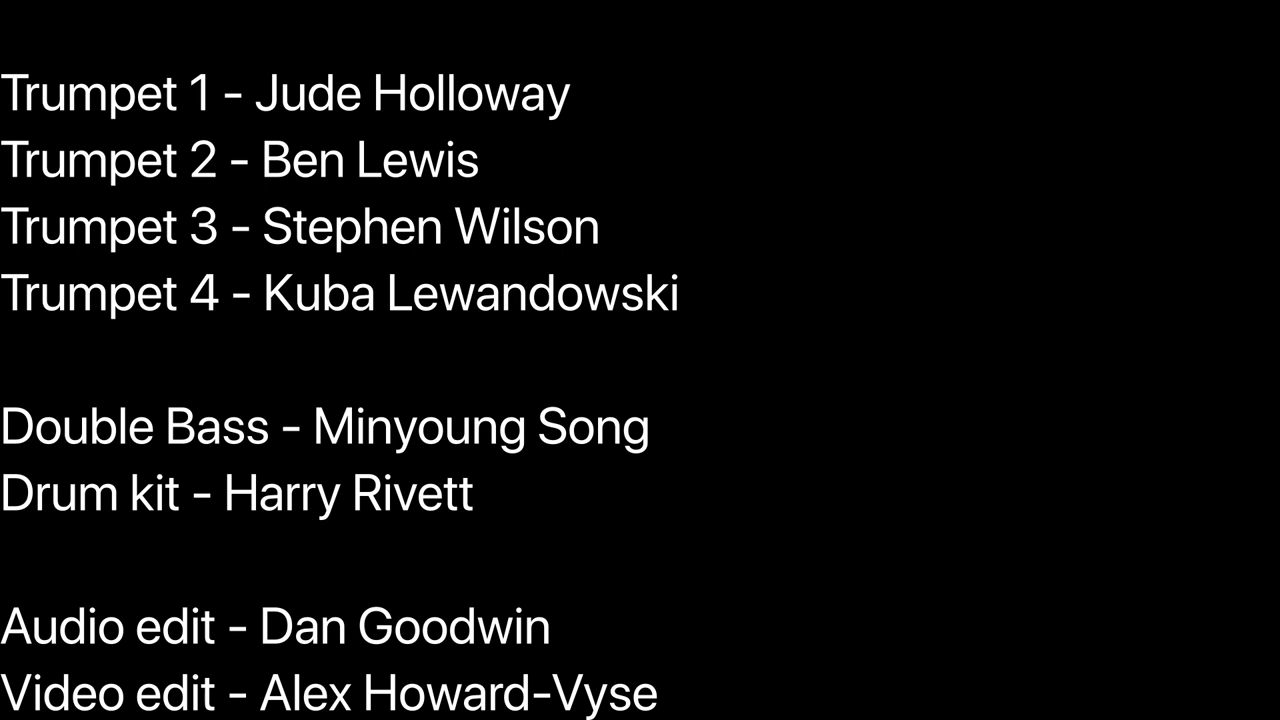 Trumpet 1 - Jude Holloway
Trumpet 2 - Ben Lewis
Trumpet 3 - Stephen Wilson
Trumpet 4 - Kuba Lewandowski
Double Bass - Minyoung Song
Drum kit - Harry Rivett
Audio edit - Dan Goodwin
Video edit - Alex Howard-Vyse